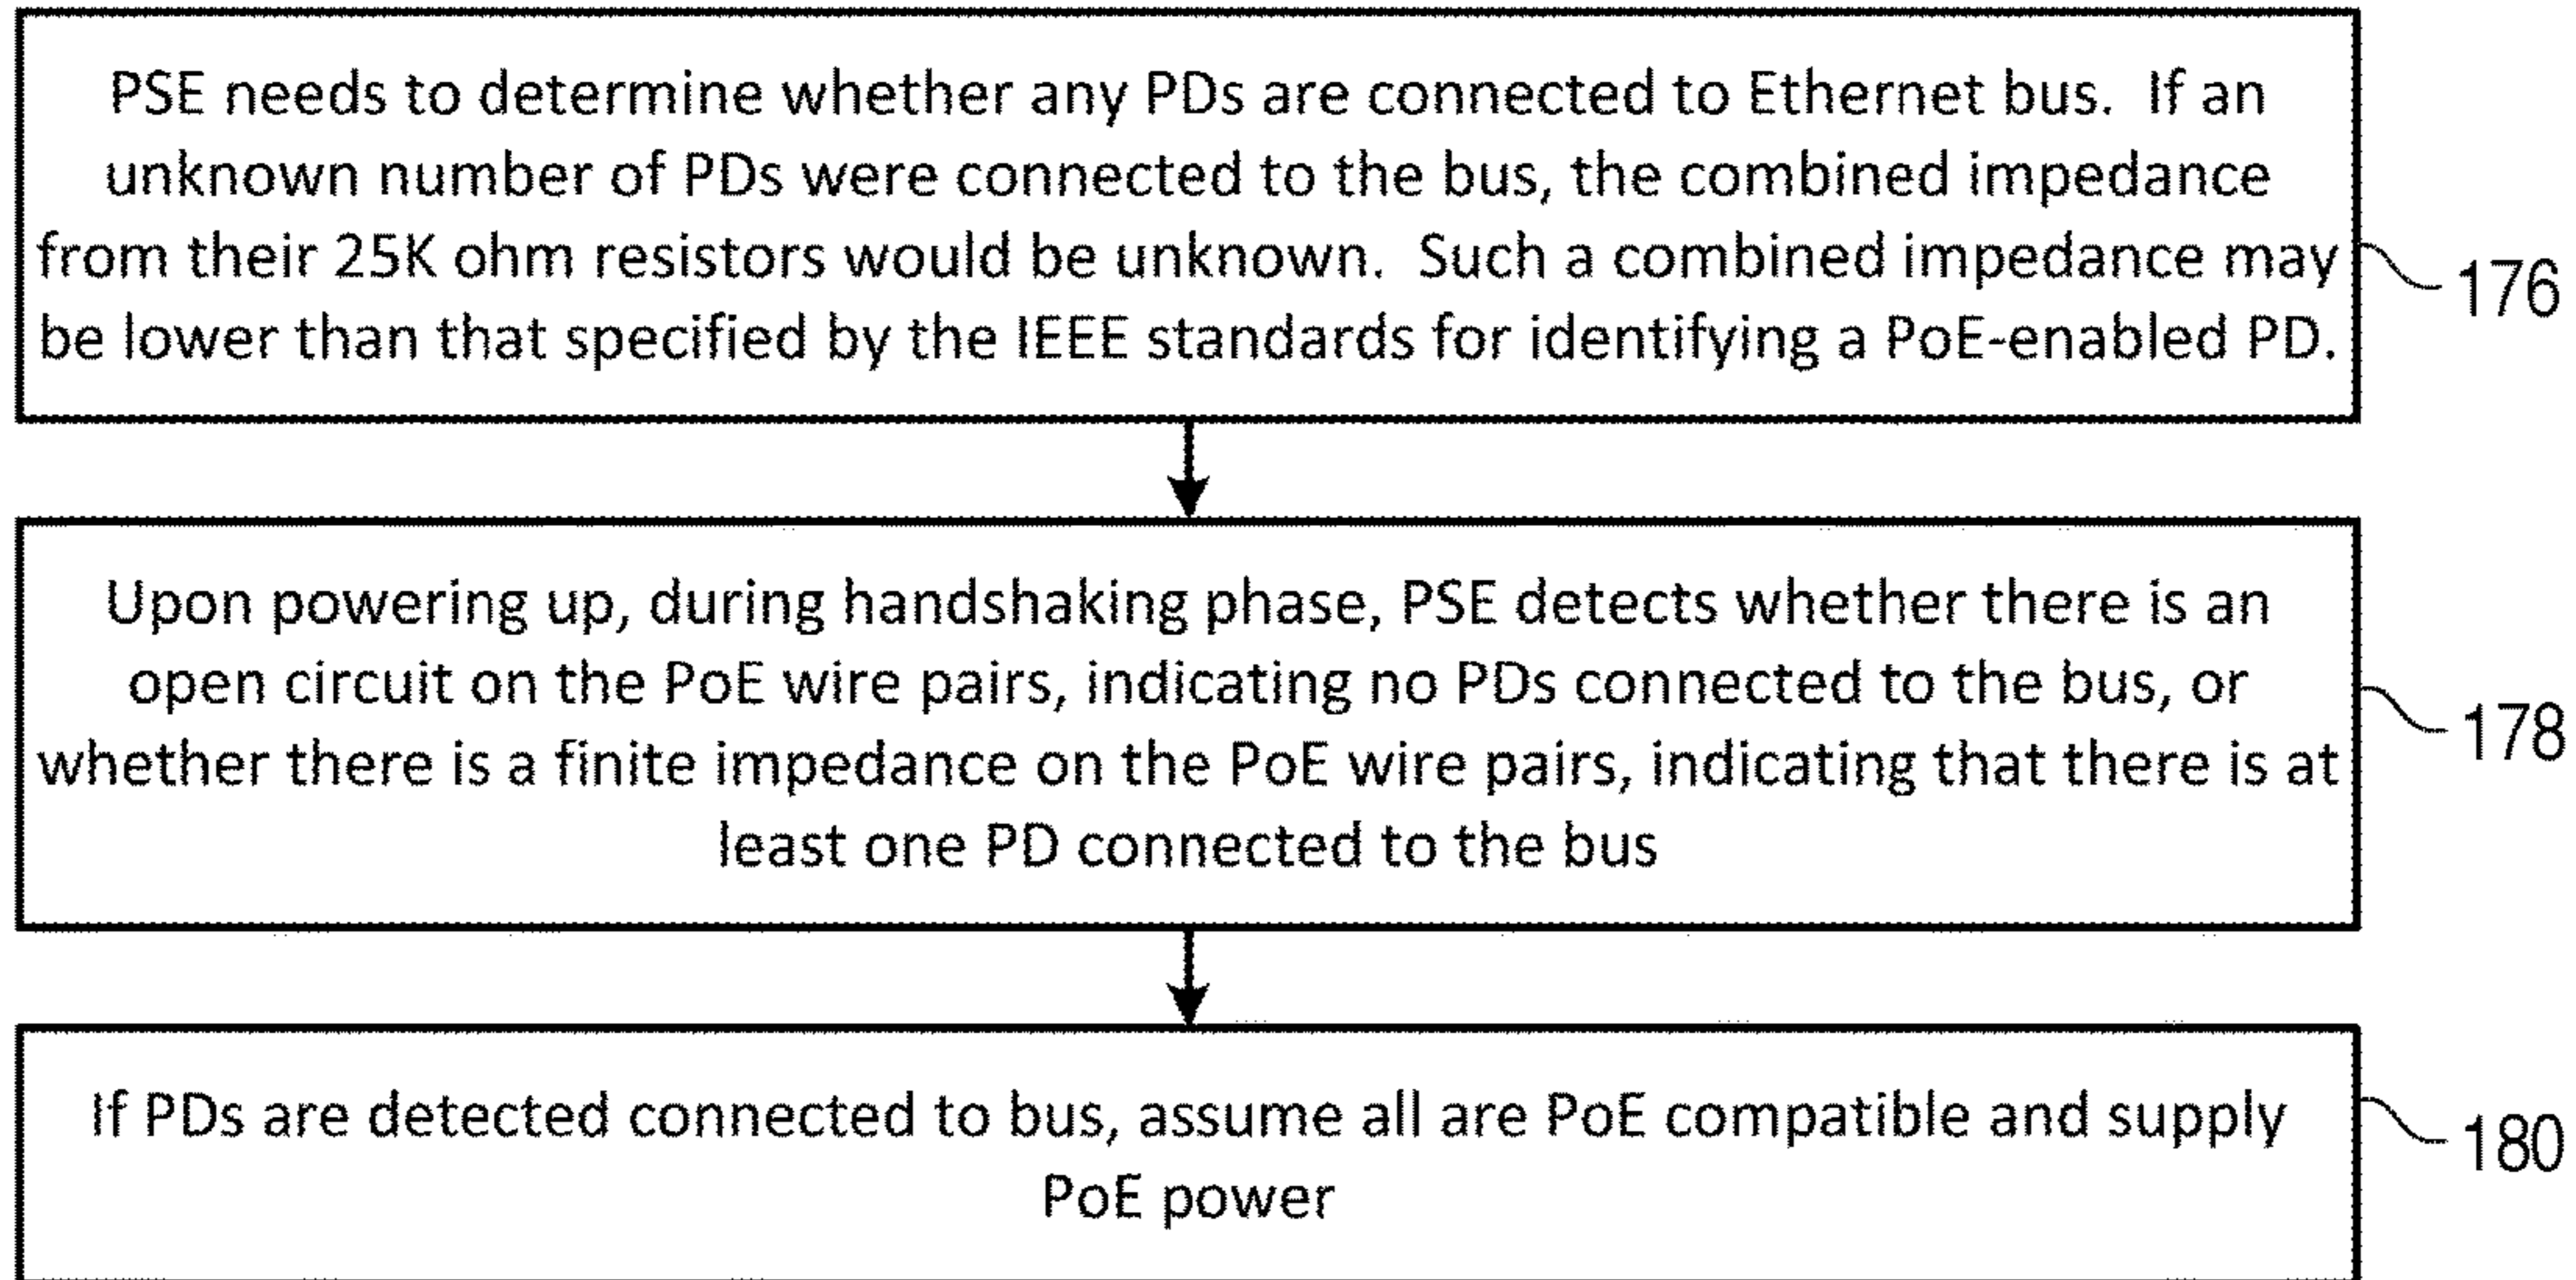 PSE needs to determine whether any PDs are connected to Ethernet bus.  If an
unknown number of PDs were connected to the bus, the combined impedance
from their 25K ohm resistors would be unknown.  Such a combined impedance may
be lower than that specified by the IEEE standards for identifying a PoE-enabled PD.
176
Upon powering up, during handshaking phase, PSE detects whether there is an
open circuit on the PoE wire pairs, indicating no PDs connected to the bus, or
whether there is a finite impedance on the PoE wire pairs, indicating that there is at
least one PD connected to the bus
178
If PDs are detected connected to bus, assume all are PoE compatible and supply
PoE power
180